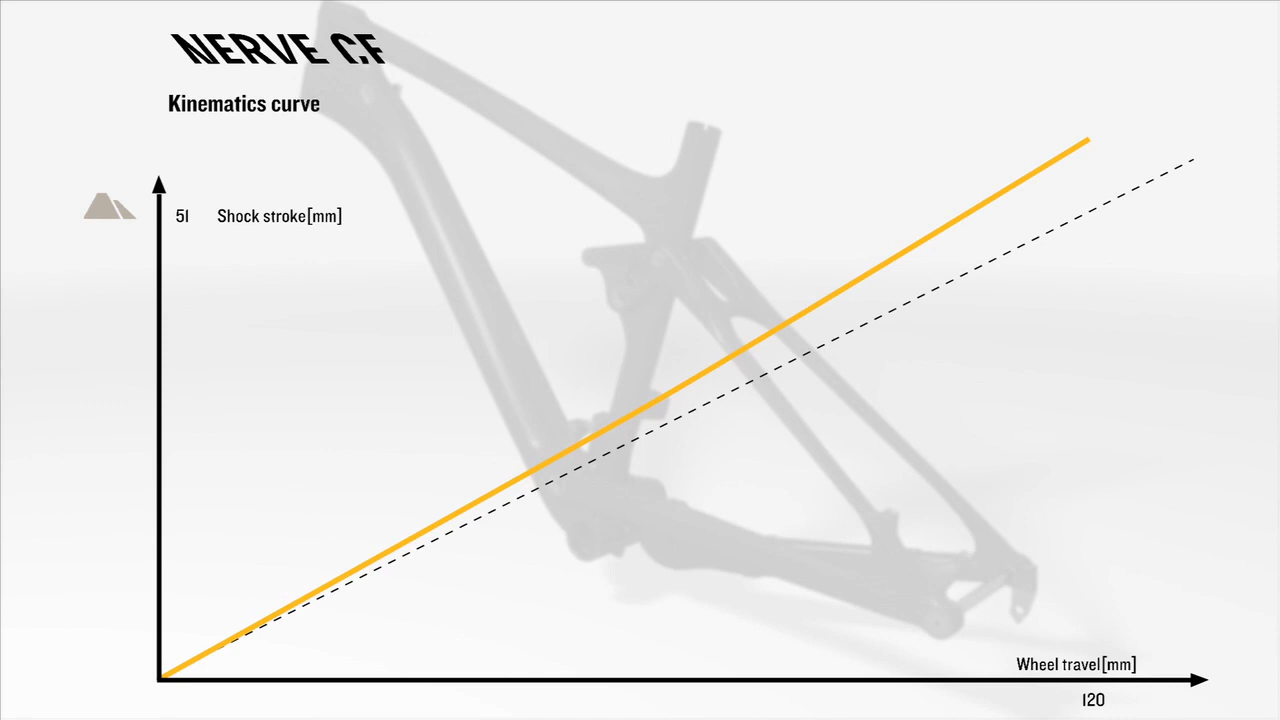 NERVE CF
Kinematics curve
51 Shock stroke[mm]
Wheel travel[mm]
120